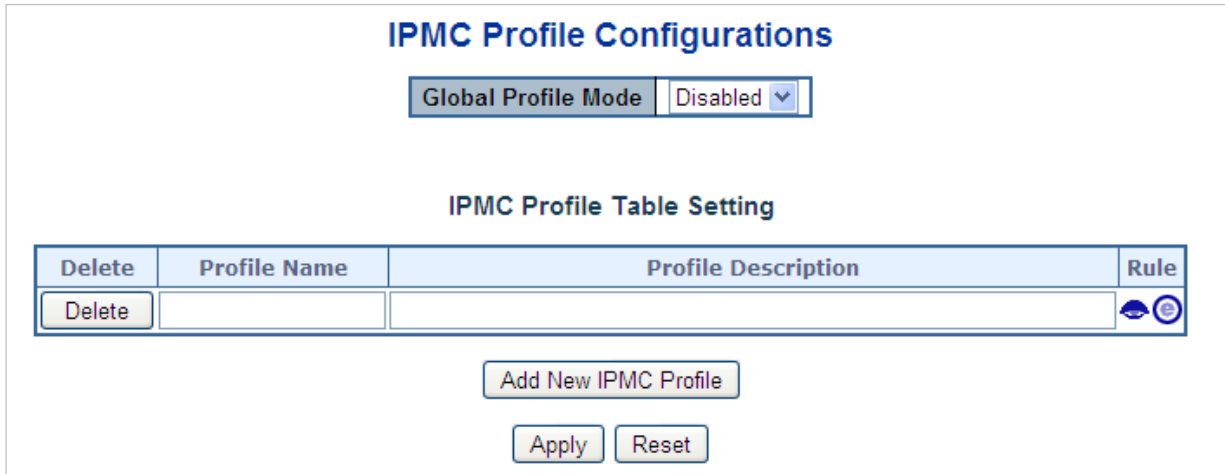 IPMC Profile Configurations
Global Profile Mode Disabled
IPMC Profile Table Setting
Delete Profile Name Profile Description Rule
Delete e
Add New IPMC Profile
Apply Reset